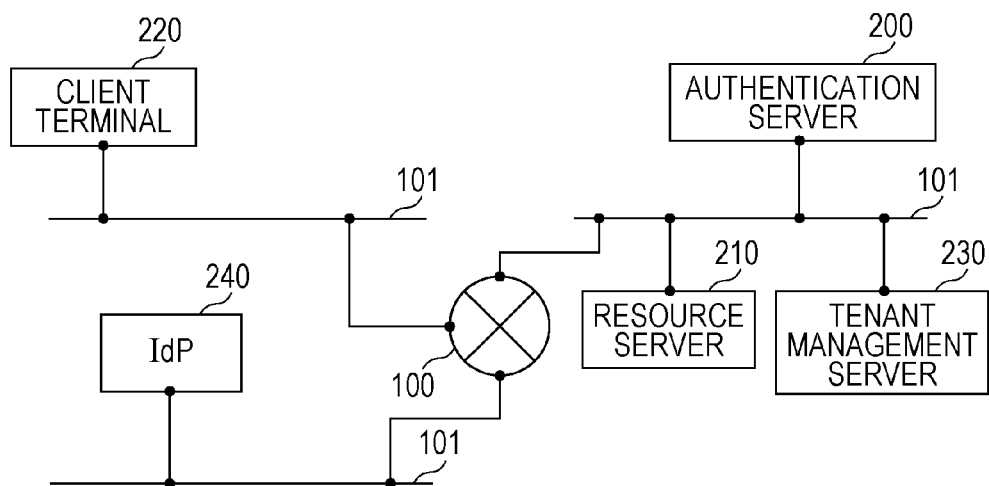 220
CLIENT
TERMINAL
200
AUTHENTICATION
SERVER
101
101
240
IdP
100
210
RESOURCE
SERVER
230
TENANT
MANAGEMENT
SERVER
101